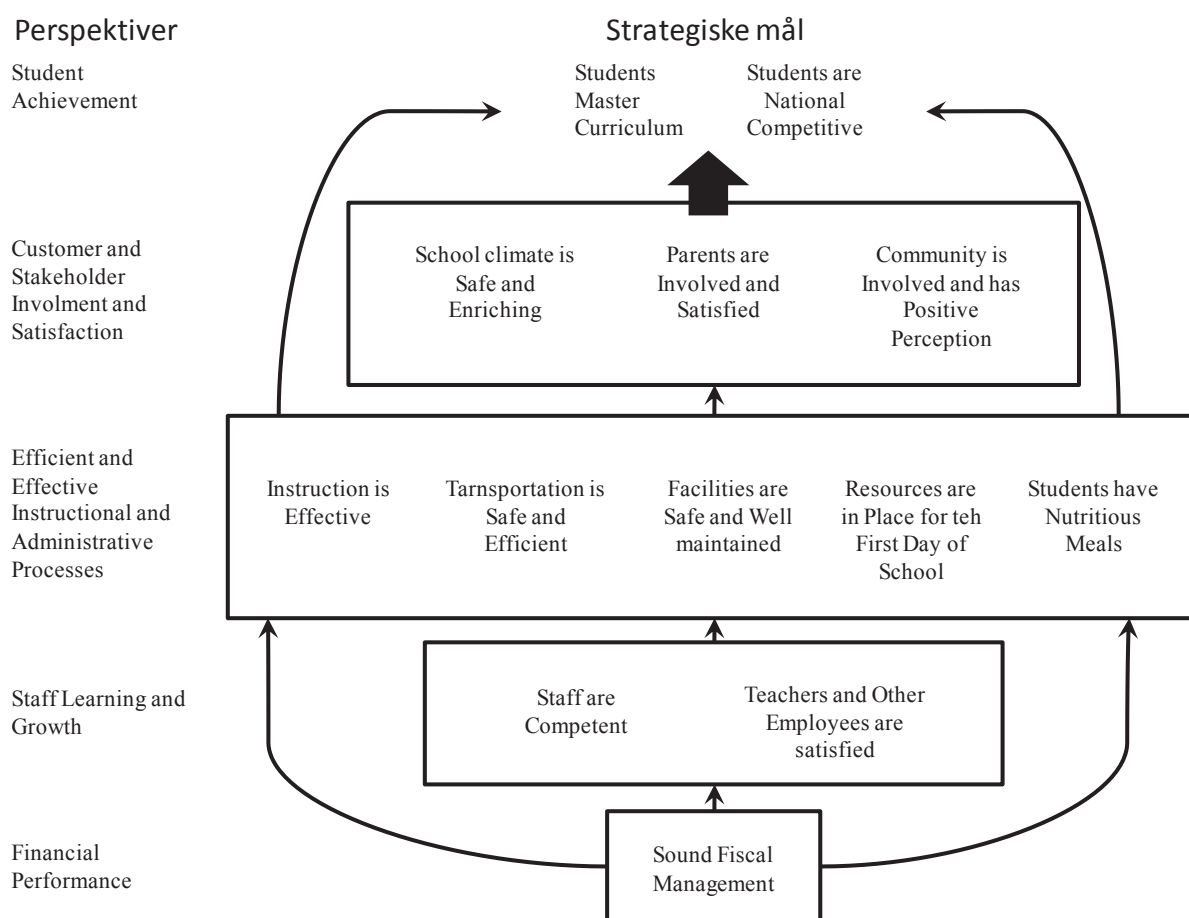 Perspektiver
Strategiske mål
Student
Achievement
Students
Master
Curriculum
Students are
National
Competitive
Customer and
Stakeholder
Involment and
Satisfaction
School climate is
Safe and
Enriching
Parents are
Involved and
Satisfied
Community is
Involved and has
Positive
Perception
Efficient and
Effective
Instructional and
Administrative
Processes
Instruction is
Effective
Tarnsportation is
Safe and
Efficient
Facilities are
Safe and Well
maintained
Resources are
in Place for teh
First Day of
School
Students have
Nutritious
Meals
Staff Learning and
Growth
Staff are
Competent
Teachers and Other
Employees are
satisfied
Financial
Performance
Sound Fiscal
Management